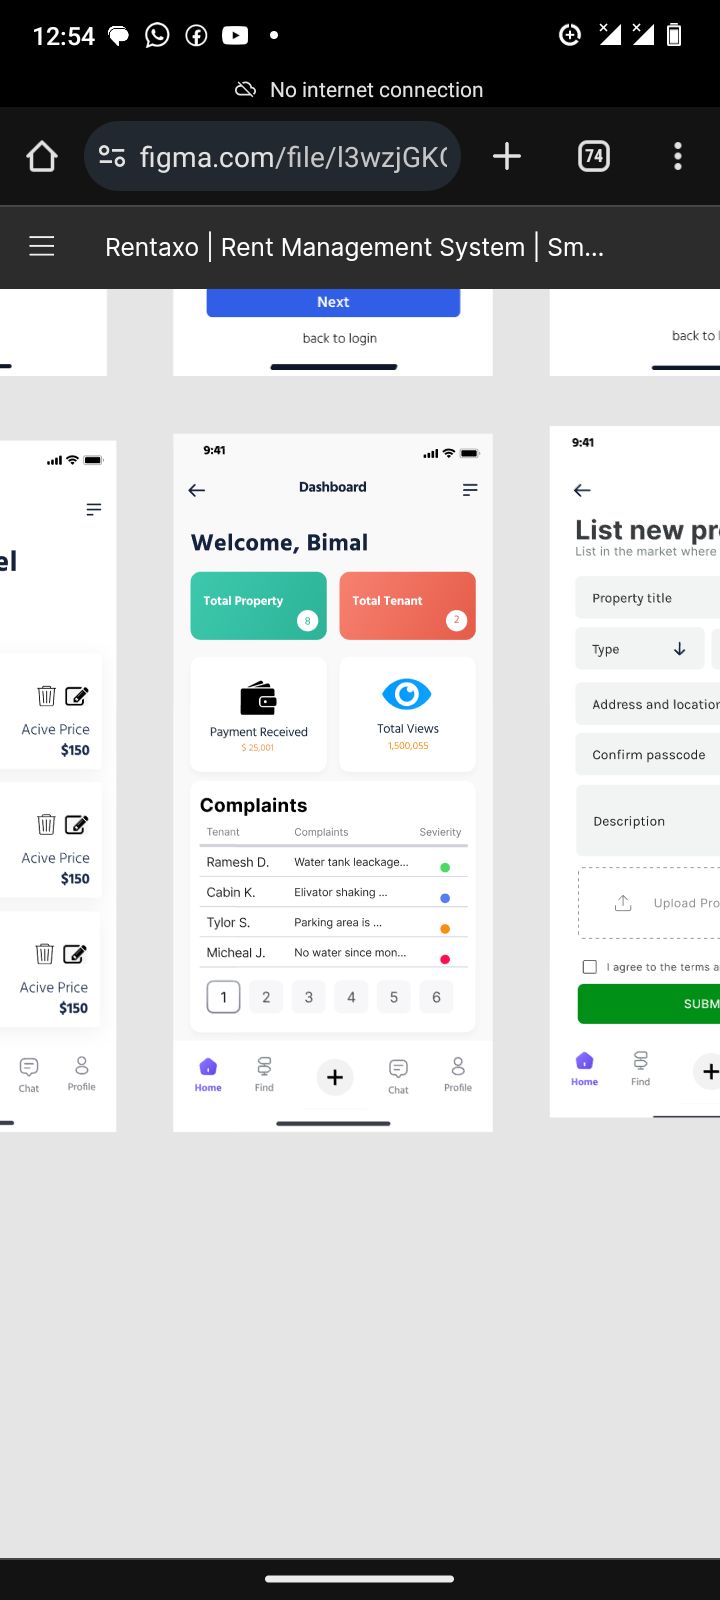 12:54
No internet connection
figma.com/file/l3wzjGK
74
Rentaxo | Rent Management System | Sm...
Next
back to login
back to l
9:41
Dashboard
Welcome, Bimal
Total Property
8
Total Tenant
2
Payment Received
$ 25,001
Total Views
1,500,055
Complaints
Tenant Complaints Sevierity
Ramesh D. Water tank leackage...
Cabin K. Elivator shaking ...
Tylor S. Parking area is ...
Micheal J. No water since mon...
1 2 3 4 5 6
Home Find Chat Profile
el
Acive Price
$150
Acive Price
$150
Acive Price
$150
Chat Profile
9:41
List new pr
List in the market where
Property title
Type
Address and location
Confirm passcode
Description
Upload Pro
I agree to the terms a
SUBM
Home Find